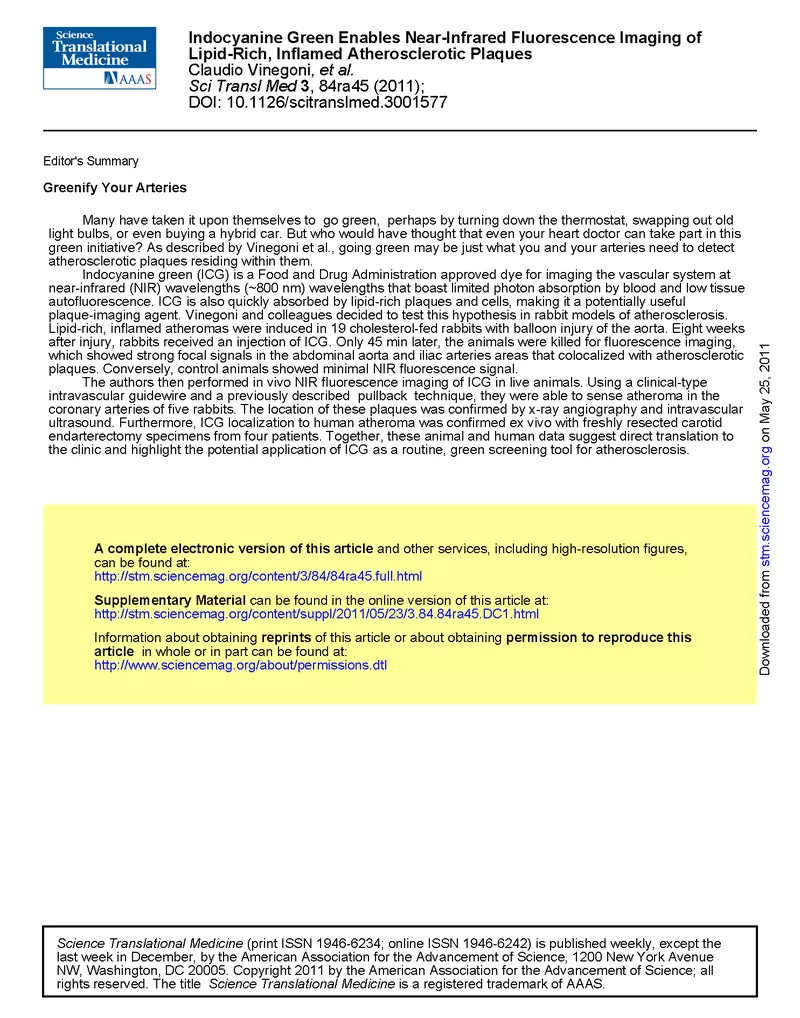 Science
Translational
Medicine
AAAS
Indocyanine Green Enables Near-Infrared Fluorescence Imaging of
Lipid-Rich, Inflamed Atherosclerotic Plaques
Claudio Vinegoni, et al.
Sci Transl Med 3, 84ra45 (2011);
DOI: 10.1126/scitranslmed.3001577
Editor's Summary
Greenify Your Arteries
Many have taken it upon themselves to go green, perhaps by turning down the thermostat, swapping out old
light bulbs, or even buying a hybrid car. But who would have thought that even your heart doctor can take part in this
green initiative? As described by Vinegoni et al., going green may be just what you and your arteries need to detect
atherosclerotic plaques residing within them.
Indocyanine green (ICG) is a Food and Drug Administration approved dye for imaging the vascular system at
near-infrared (NIR) wavelengths (~800 nm) wavelengths that boast limited photon absorption by blood and low tissue
autofluorescence. ICG is also quickly absorbed by lipid-rich plaques and cells, making it a potentially useful
plaque-imaging agent. Vinegoni and colleagues decided to test this hypothesis in rabbit models of atherosclerosis.
Lipid-rich, inflamed atheromas were induced in 19 cholesterol-fed rabbits with balloon injury of the aorta. Eight weeks
after injury, rabbits received an injection of ICG. Only 45 min later, the animals were killed for fluorescence imaging,
which showed strong focal signals in the abdominal aorta and iliac arteries areas that colocalized with atherosclerotic
plaques. Conversely, control animals showed minimal NIR fluorescence signal.
The authors then performed in vivo NIR fluorescence imaging of ICG in live animals. Using a clinical-type
intravascular guidewire and a previously described pullback technique, they were able to sense atheroma in the
coronary arteries of five rabbits. The location of these plaques was confirmed by x-ray angiography and intravascular
ultrasound. Furthermore, ICG localization to human atheroma was confirmed ex vivo with freshly resected carotid
endarterectomy specimens from four patients. Together, these animal and human data suggest direct translation to
the clinic and highlight the potential application of ICG as a routine, green screening tool for atherosclerosis.
A complete electronic version of this article and other services, including high-resolution figures,
can be found at:
http://stm.sciencemag.org/content/3/84/84ra45.full.html
Supplementary Material can be found in the online version of this article at:
http://stm.sciencemag.org/content/suppl/2011/05/23/3.84.84ra45.DC1.html
Information about obtaining reprints of this article or about obtaining permission to reproduce this
article in whole or in part can be found at:
http://www.sciencemag.org/about/permissions.dtl
Downloaded from stm.sciencemag.org on May 25, 2011
Science Translational Medicine (print ISSN 1946-6234; online ISSN 1946-6242) is published weekly, except the
last week in December, by the American Association for the Advancement of Science, 1200 New York Avenue
NW, Washington, DC 20005. Copyright 2011 by the American Association for the Advancement of Science; all
rights reserved. The title Science Translational Medicine is a registered trademark of AAAS.